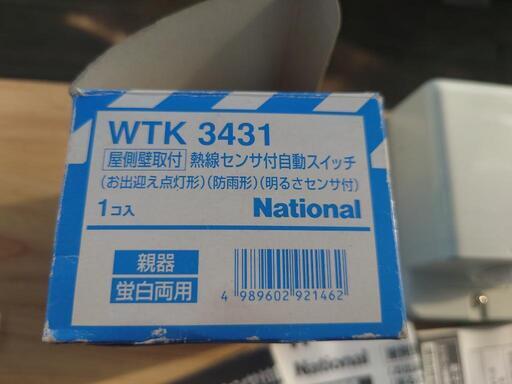 WTK 3431
屋側壁取付 熱線センサ付自動スイッチ
(お出迎え点灯形)(防雨形)(明るさセンサ付)
1コ入
National
親器
蛍白両用
4 989602 921462
National